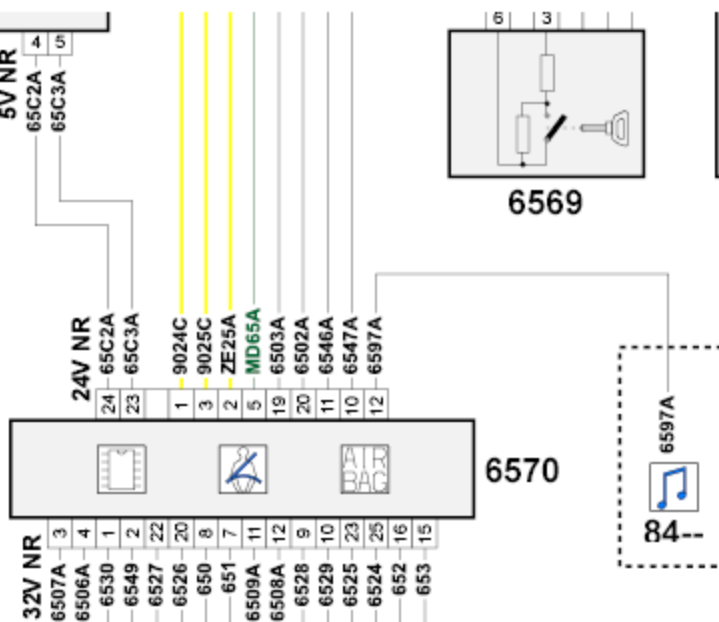 6 3
4 5
5V NR
65C2A 65C3A
6569
24V NR
65C2A 65C3A 9024C 9025C ZE25A MD65A 6503A 6502A 6546A 6547A 6597A
24 23 1 3 2 5 19 20 11 10 12
6597A
AIR
BAG
6570
84--
3 4 1 2 22 20 8 7 11 12 9 10 23 25 16 15
32V NR
6507A 6506A 6530 6549 6527 6526 650 651 6509A 6508A 6528 6529 6525 6524 652 653